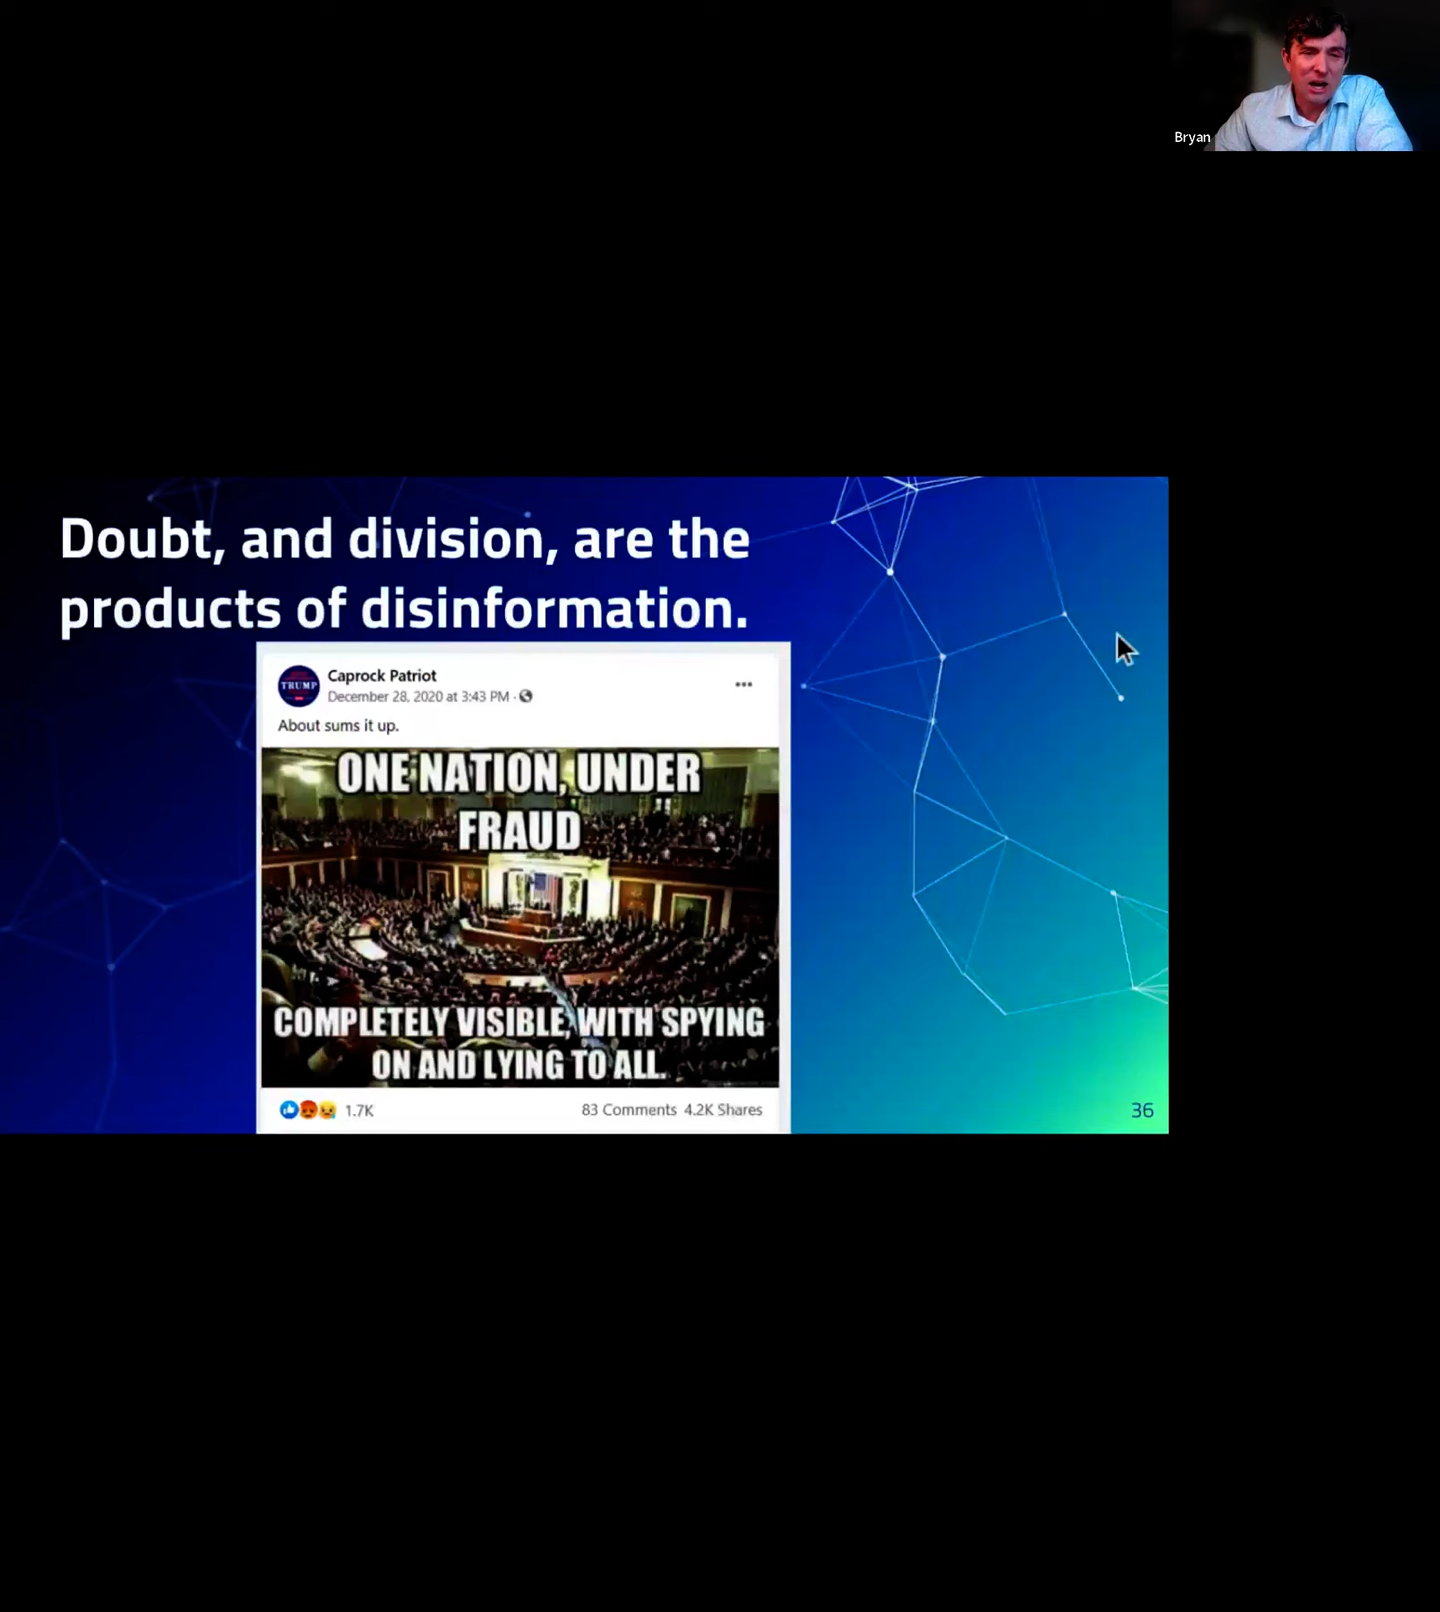 Bryan
Doubt, and division, are the
products of disinformation.
TRUMP
Caprock Patriot
December 28, 2020 at 3:43 PM ·
About sums it up.
ONE NATION, UNDER
FRAUD
COMPLETELY VISIBLE, WITH SPYING
ON AND LYING TO ALL.
1.7K
83 Comments 4.2K Shares
36